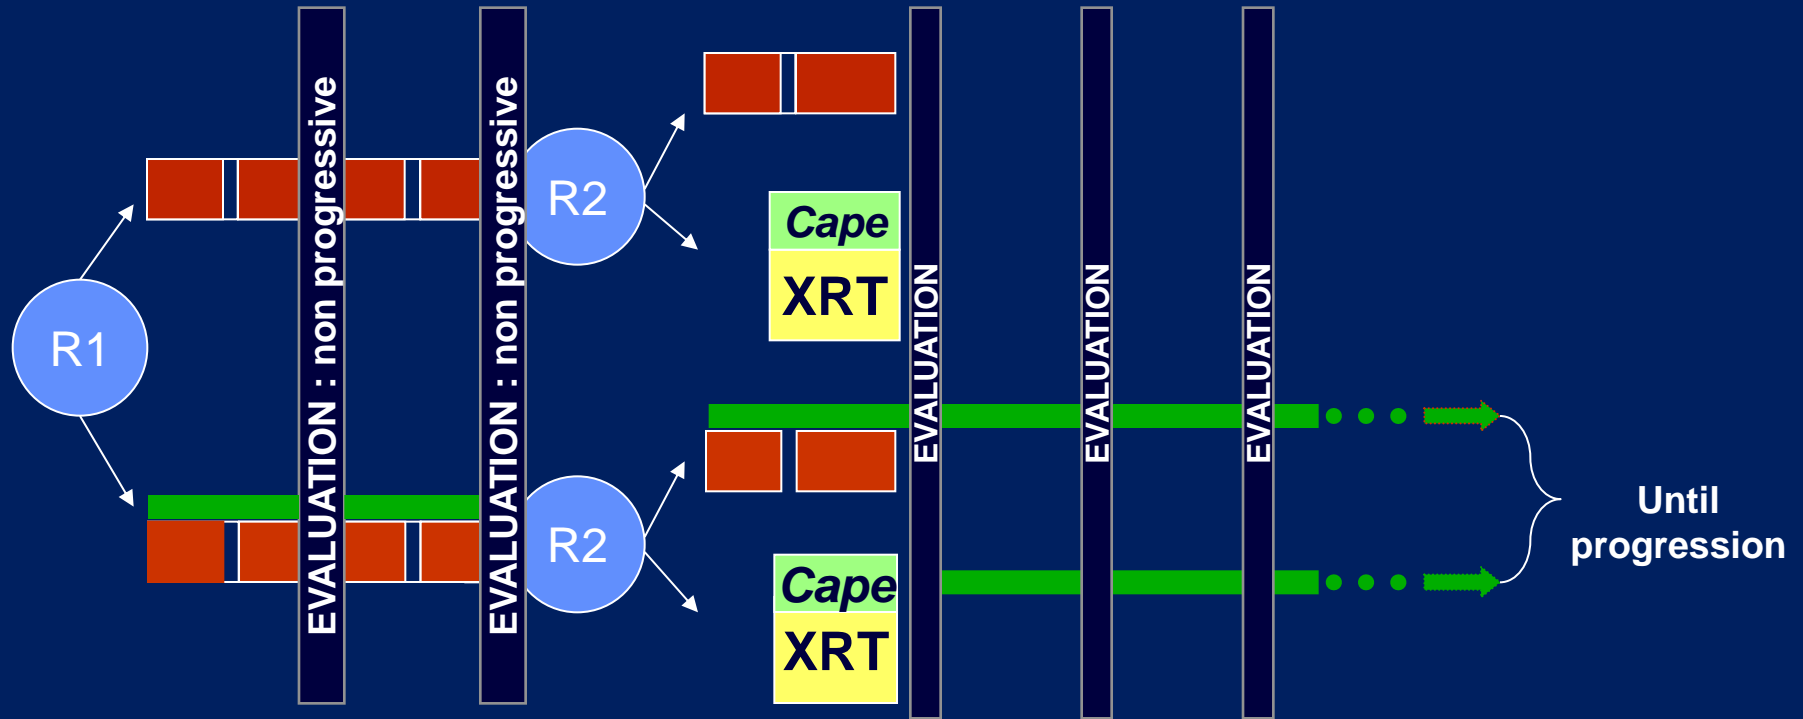 R1
EVALUATION : non progressive
EVALUATION : non progressive
R2
R2
Cape
XRT
Cape
XRT
EVALUATION
EVALUATION
EVALUATION
Until
progression